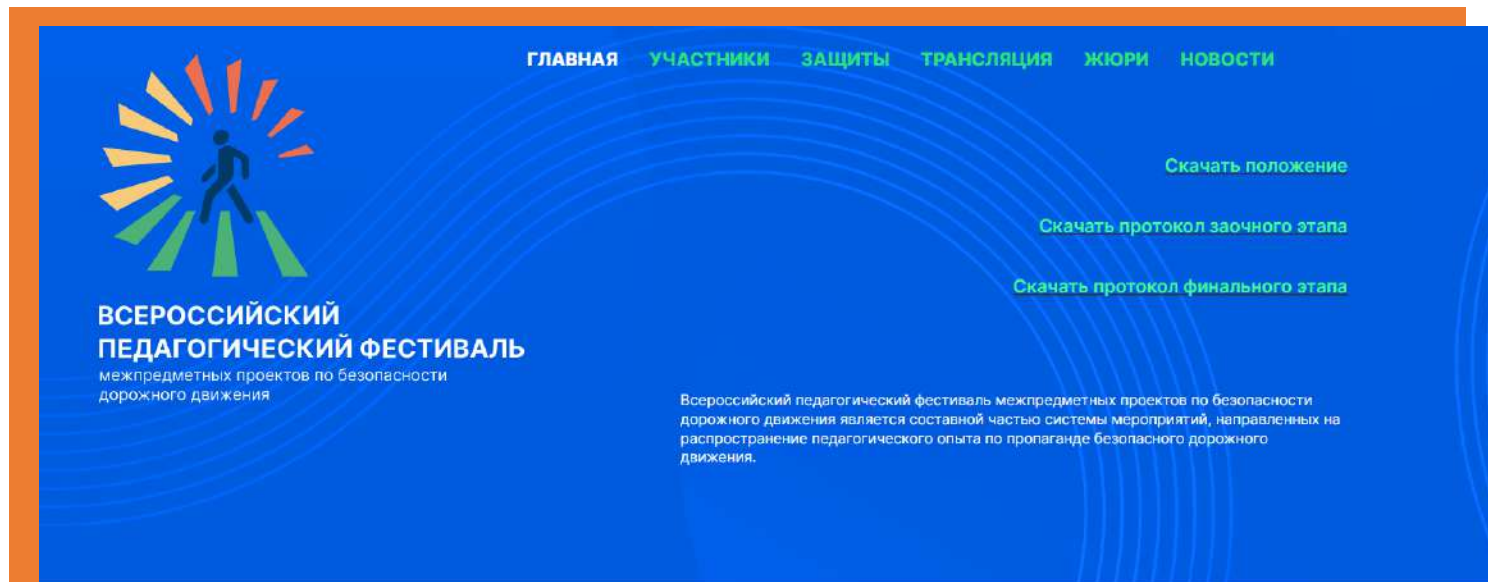 ГЛАВНАЯ УЧАСТНИКИ ЗАЩИТЫ ТРАНСЛЯЦИЯ ЖЮРИ НОВОСТИ
Скачать положение
Скачать протокол заочного этапа
Скачать протокол финального этапа
ВСЕРОССИЙСКИЙ
ПЕДАГОГИЧЕСКИЙ ФЕСТИВАЛЬ
межпредметных проектов по безопасности
дорожного движения
Всероссийский педагогический фестиваль межпредметных проектов по безопасности
дорожного движения является составной частью системы мероприятий, направленных на
распространение педагогического опыта по пропаганде безопасного дорожного
движения.